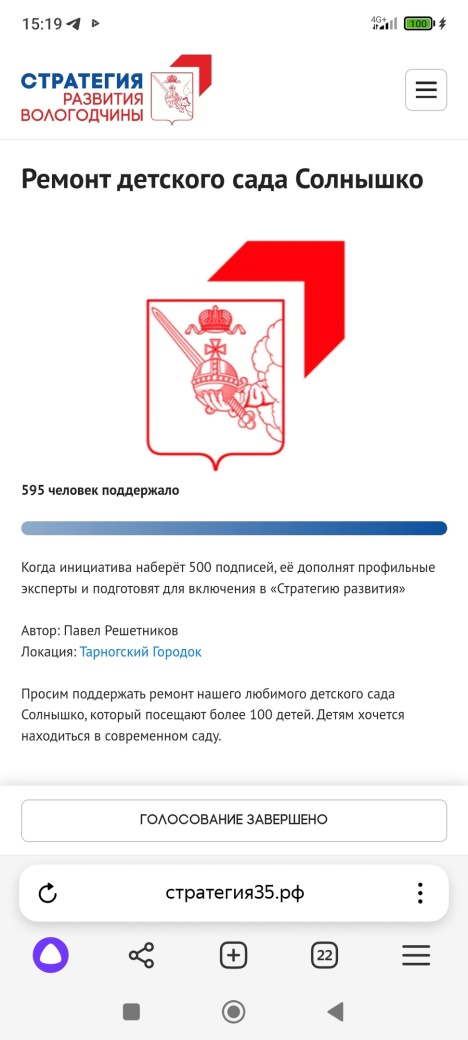 15:19
4G+
100
СТРАТЕГИЯ
РАЗВИТИЯ
ВОЛОГОДЧИНЫ
Ремонт детского сада Солнышко
595 человек поддержало
Когда инициатива наберёт 500 подписей, её дополнят профильные
эксперты и подготовят для включения в «Стратегию развития»
Автор: Павел Решетников
Локация: Тарногский Городок
Просим поддержать ремонт нашего любимого детского сада
Солнышко, который посещают более 100 детей. Детям хочется
находиться в современном саду.
ГОЛОСОВАНИЕ ЗАВЕРШЕНО
стратегия35.рф
22